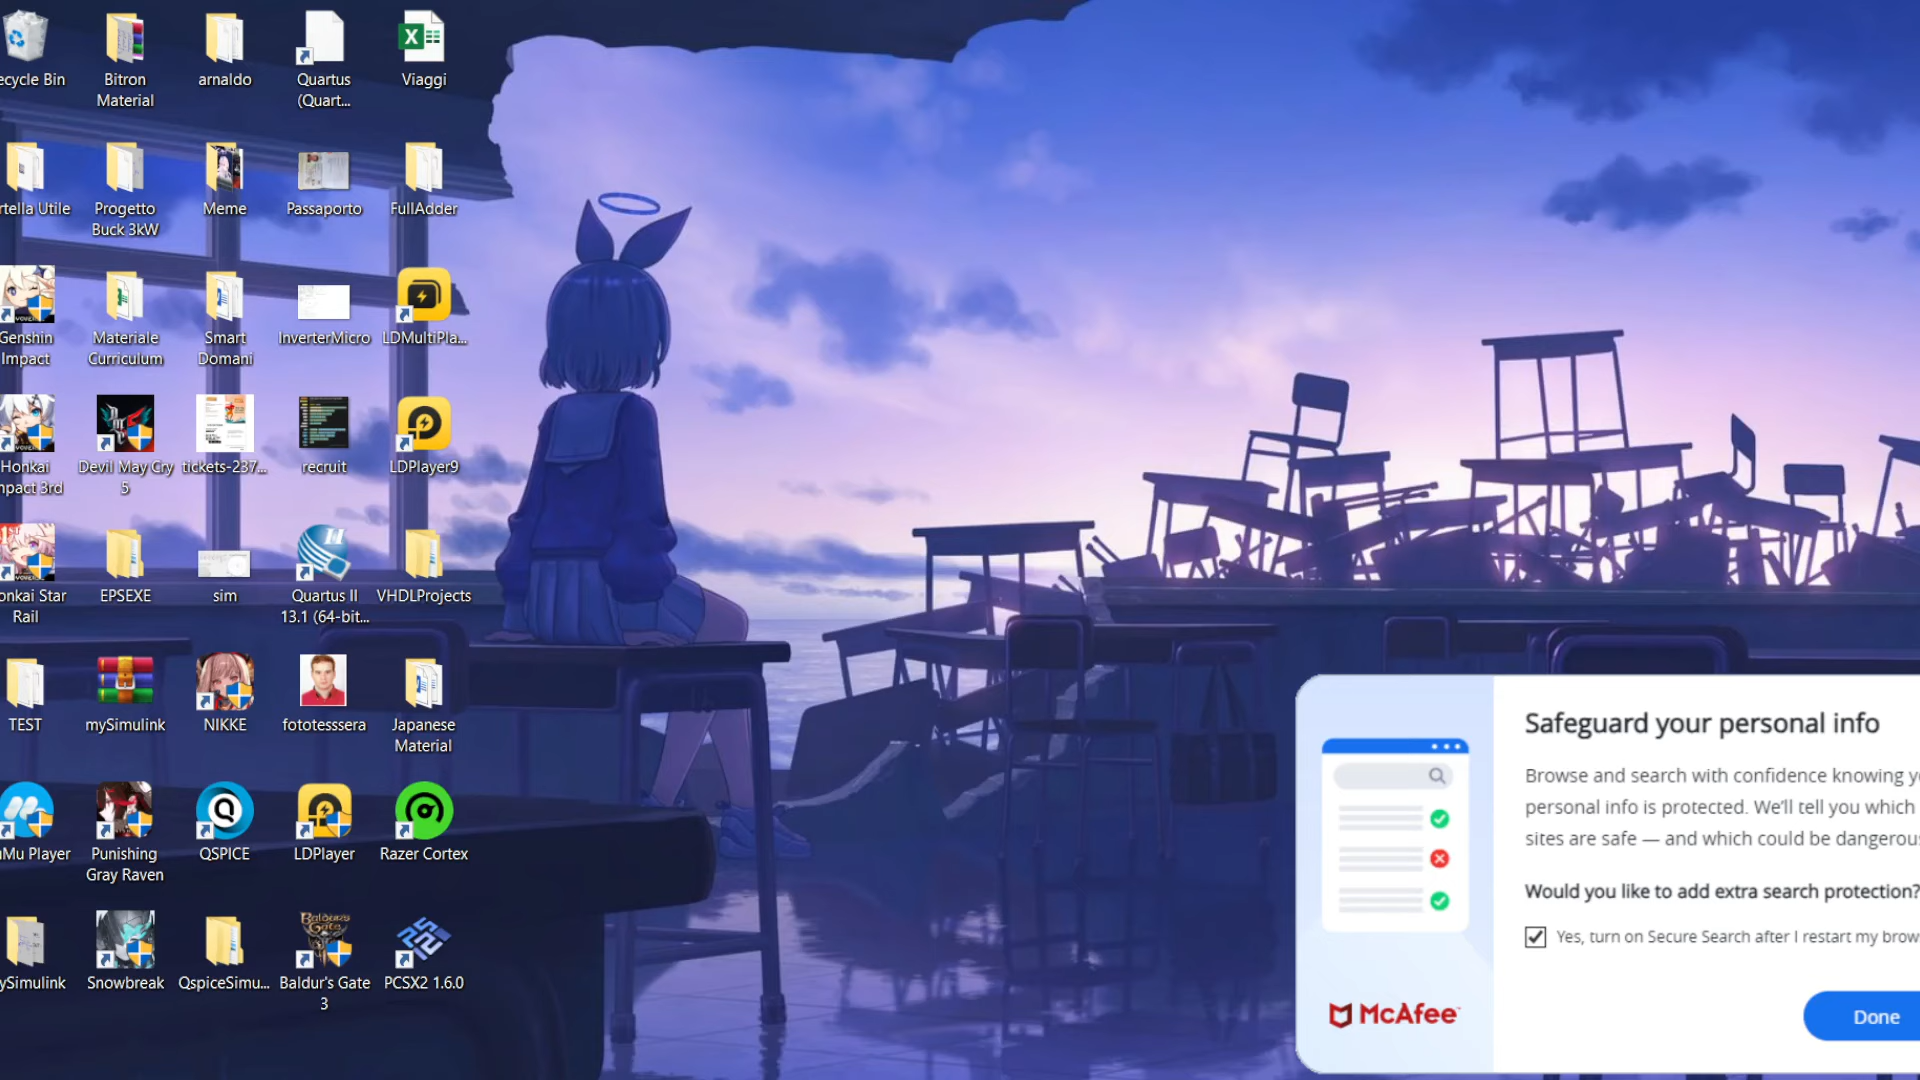 ecycle Bin
Bitron
Material
arnaldo
Quartus
(Quart...
Viaggi
rtella Utile
Progetto
Buck 3kW
Meme
Passaporto
FullAdder
Genshin
Impact
Materiale
Curriculum
Smart
Domani
InverterMicro
LDMultiPla...
Honkai
mpact 3rd
Devil May Cry
5
tickets-237...
recruit
LDPlayer9
onkai Star
Rail
EPSEXE
sim
Quartus II
13.1 (64-bit...
VHDLProjects
TEST
mySimulink
NIKKE
fototesssera
Japanese
Material
uMu Player
Punishing
Gray Raven
QSPICE
LDPlayer
Razer Cortex
ySimulink
Snowbreak
QspiceSimu...
Baldur's Gate
3
PCSX2 1.6.0
Safeguard your personal info
Browse and search with confidence knowing yo
personal info is protected. We'll tell you which
sites are safe — and which could be dangerous
Would you like to add extra search protection?
Yes, turn on Secure Search after I restart my brow
McAfee
Done